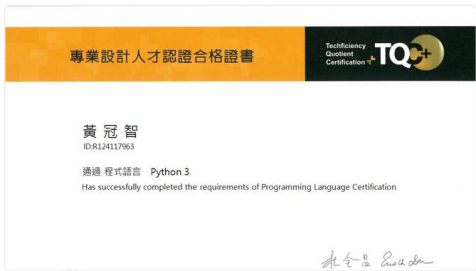 專業設計人才認證合格證書
Techficiency
Quotient
Certification
TQC+
黃冠智
ID:R124117963
通過 程式語言 Python 3
Has successfully completed the requirements of Programming Language Certification